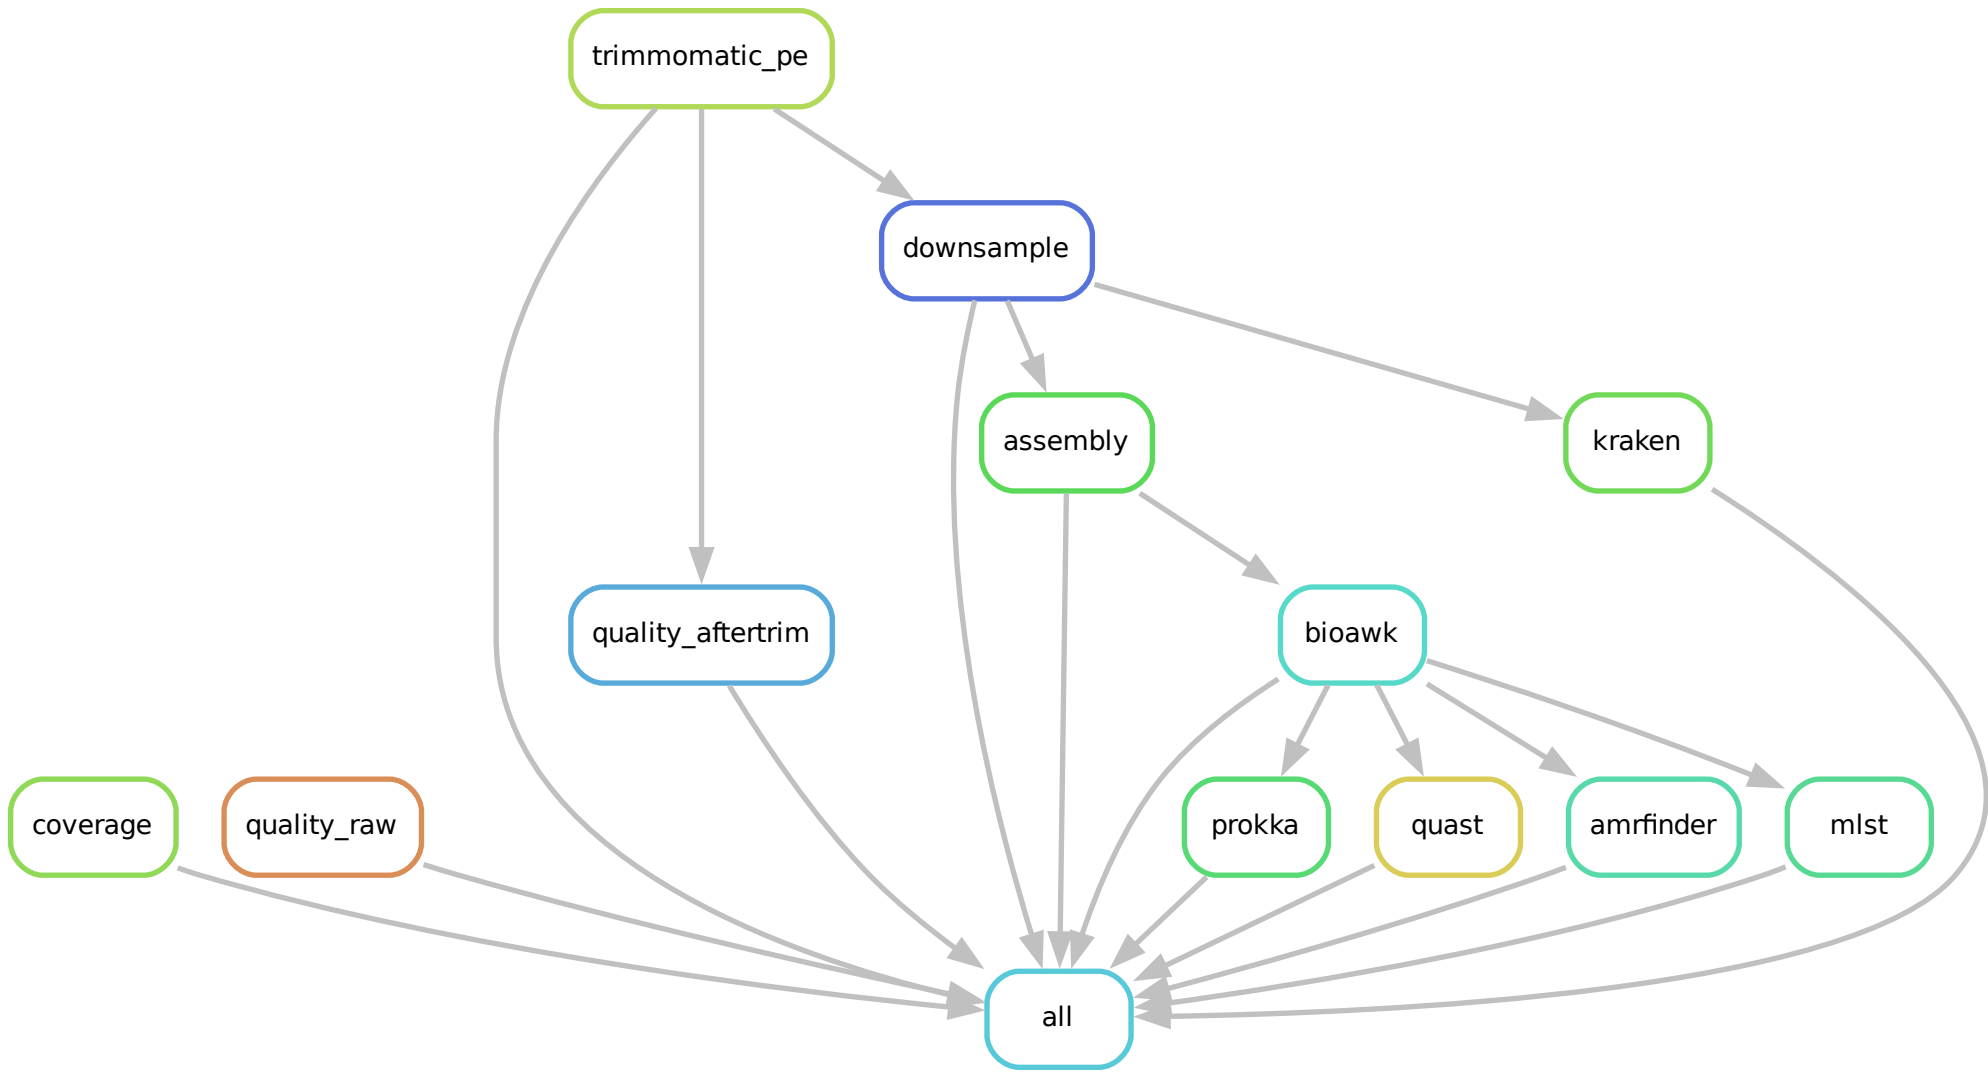 trimmomatic_pe
downsample
assembly
kraken
quality_aftertrim
bioawk
coverage
quality_raw
prokka
quast
amrfinder
mlst
all